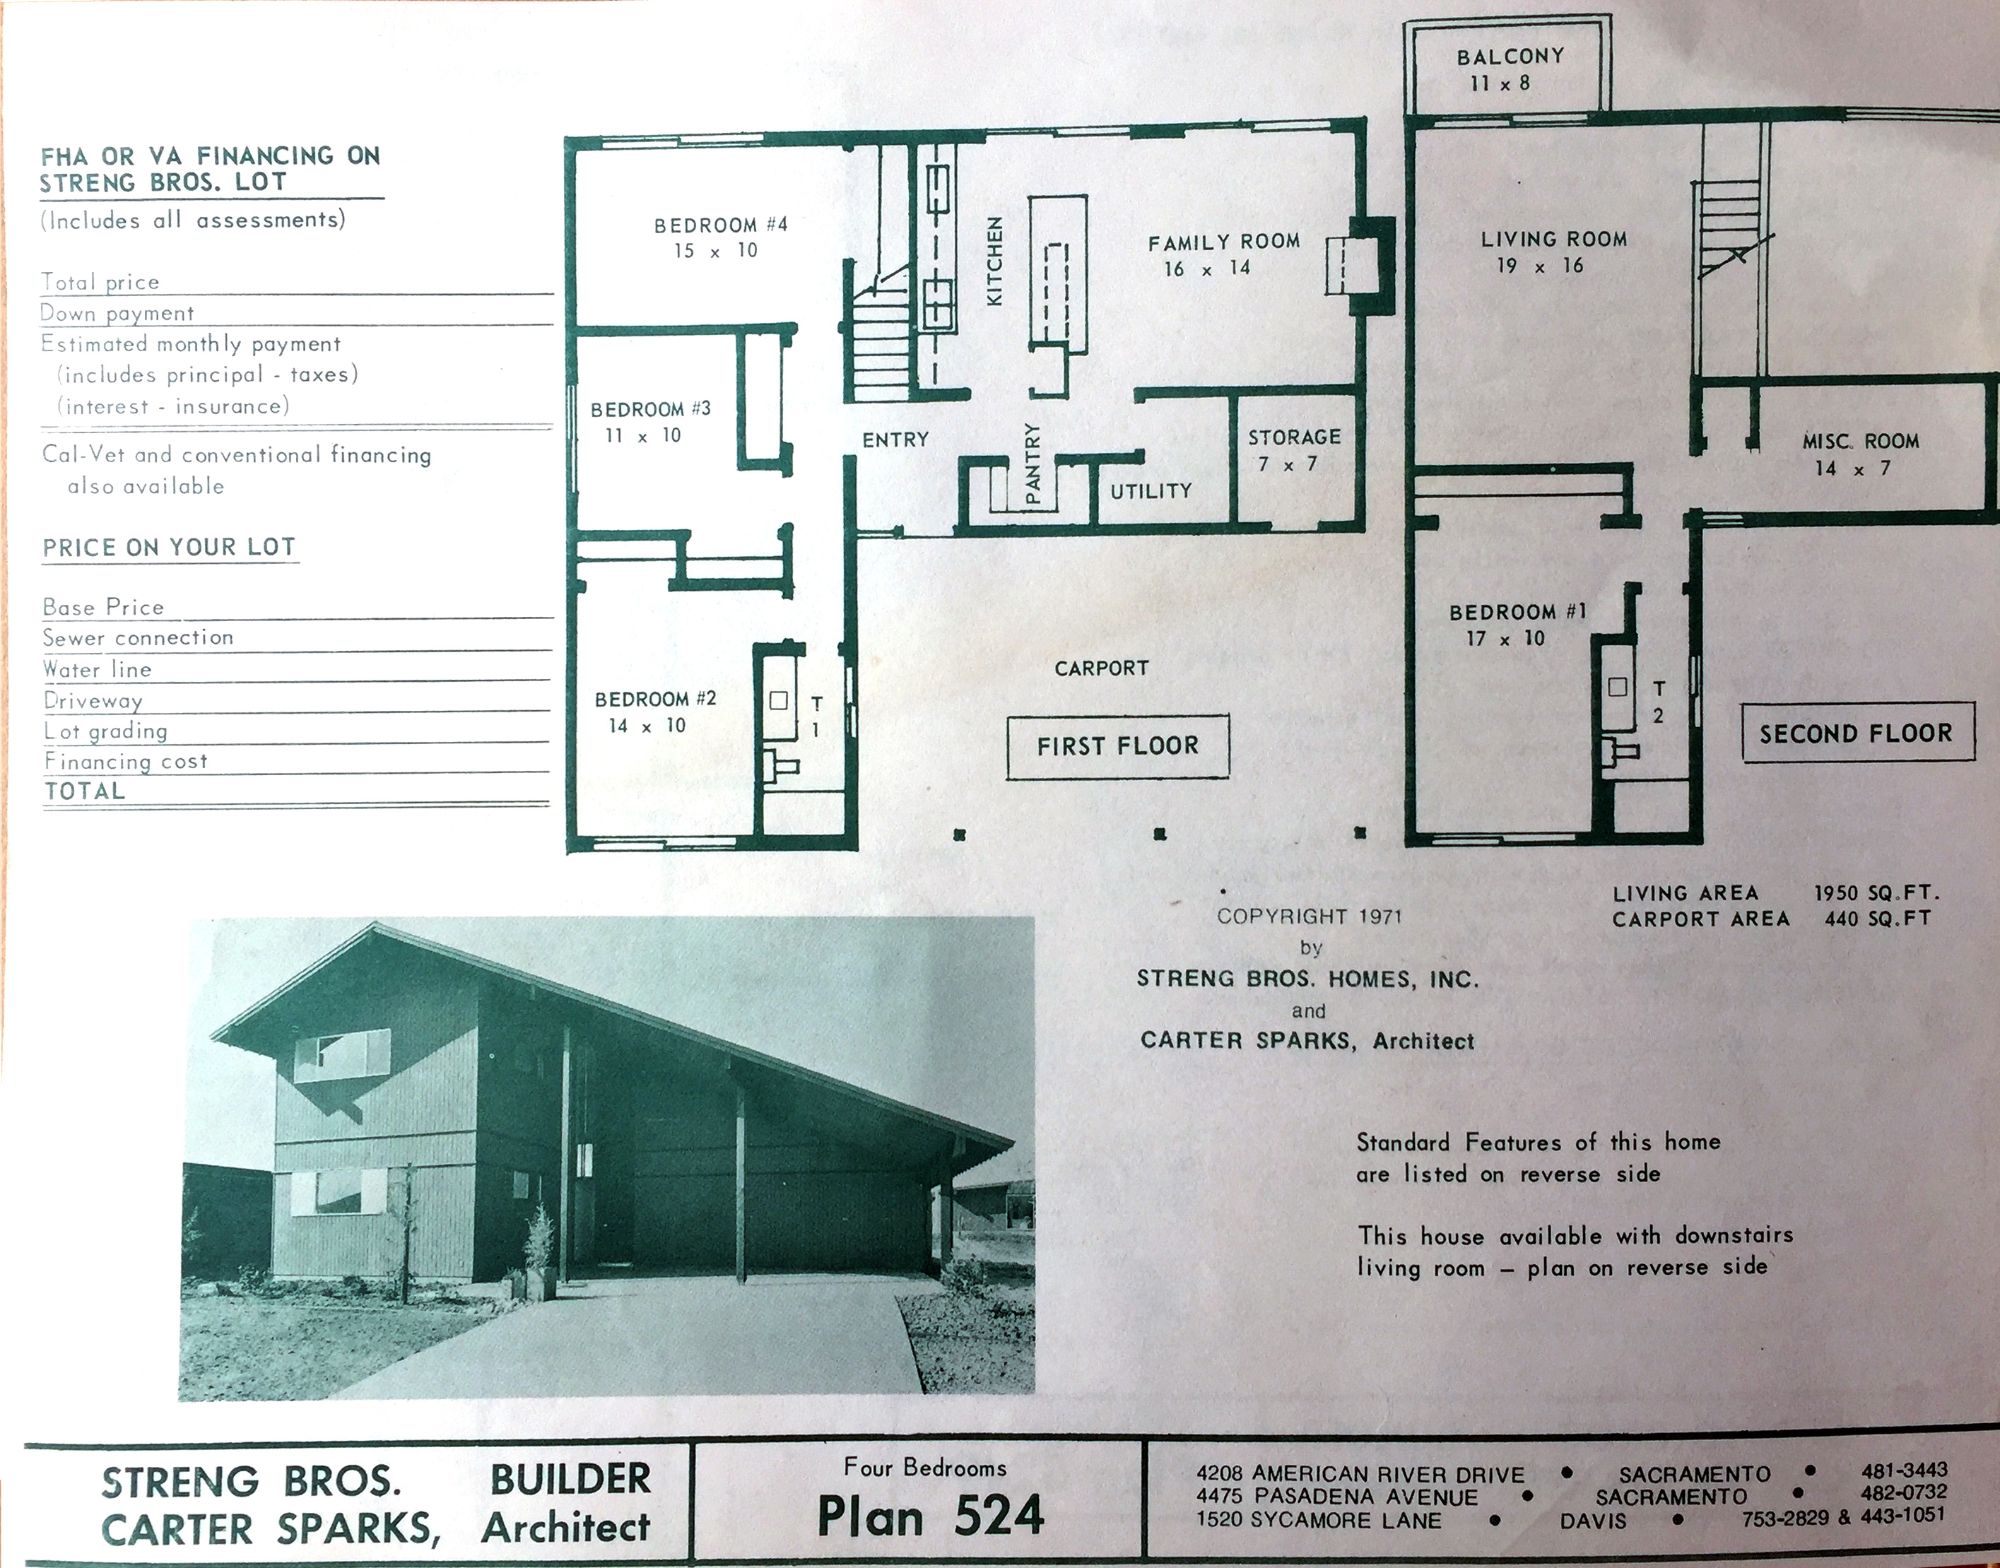 FHA OR VA FINANCING ON
STRENG BROS. LOT
(Includes all assessments)
Total price
Down payment
Estimated monthly payment
(includes principal - taxes)
(interest - insurance)
Cal-Vet and conventional financing
also available
PRICE ON YOUR LOT
Base Price
Sewer connection
Water line
Driveway
Lot grading
Financing cost
TOTAL
BEDROOM #4
15 x 10
KITCHEN
FAMILY ROOM
16 x 14
BEDROOM #3
11 x 10
ENTRY
PANTRY
UTILITY
STORAGE
7 x 7
BEDROOM #2
14 x 10
T
1
CARPORT
FIRST FLOOR
BALCONY
11 x 8
LIVING ROOM
19 x 16
MISC. ROOM
14 x 7
BEDROOM #1
17 x 10
T
2
SECOND FLOOR
LIVING AREA 1950 SQ.FT.
CARPORT AREA 440 SQ.FT
COPYRIGHT 1971
by
STRENG BROS. HOMES, INC.
and
CARTER SPARKS, Architect
Standard Features of this home
are listed on reverse side
This house available with downstairs
living room – plan on reverse side
STRENG BROS. BUILDER
CARTER SPARKS, Architect
Four Bedrooms
Plan 524
4208 AMERICAN RIVER DRIVE • SACRAMENTO • 481-3443
4475 PASADENA AVENUE • SACRAMENTO • 482-0732
1520 SYCAMORE LANE • DAVIS • 753-2829 & 443-1051